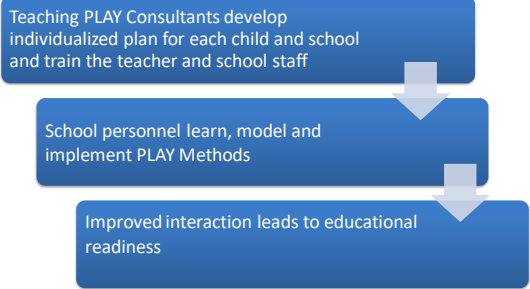 Teaching PLAY Consultants develop
individualized plan for each child and school
and train the teacher and school staff
School personnel learn, model and
implement PLAY Methods
Improved interaction leads to educational
readiness